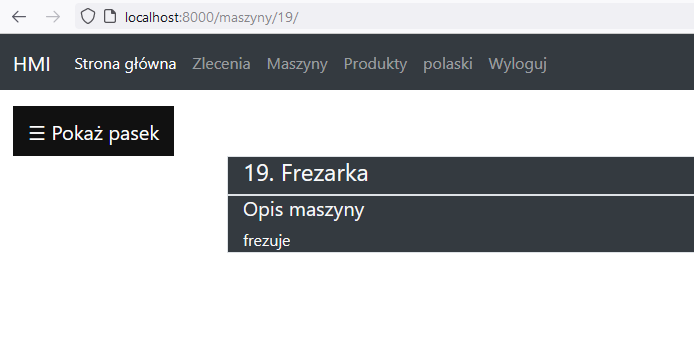 localhost:8000/maszyny/19/
HMI Strona główna Zlecenia Maszyny Produkty polaski Wyloguj
☰ Pokaż pasek
19. Frezarka
Opis maszyny
frezuje